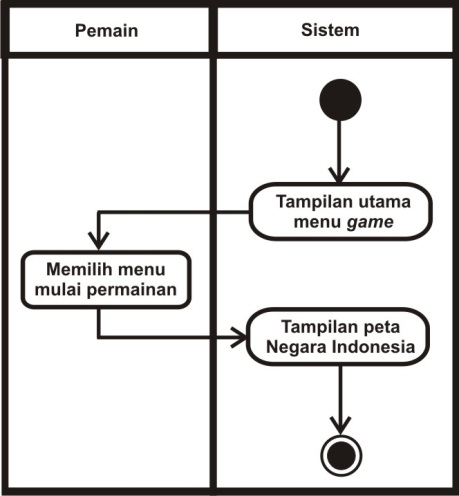 Pemain
Sistem
Tampilan utama
menu game
Memilih menu
mulai permainan
Tampilan peta
Negara Indonesia